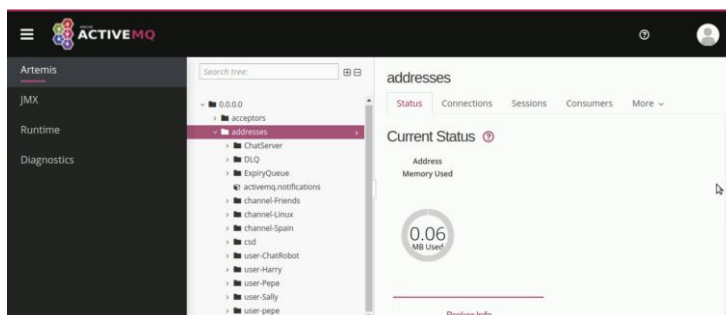 ACTIVEMQ
Artemis
JMX
Runtime
Diagnostics
Search tree:
0.0.0.0
acceptors
addresses
ChatServer
DLQ
ExpiryQueue
activemq.notifications
channel-Friends
channel-Linux
channel-Spain
csd
user-ChatRobot
user-Harry
user-Pepe
user-Sally
user-pepe
addresses
Status Connections Sessions Consumers More
Current Status
Address
Memory Used
0.06
MB Used
Broker Info